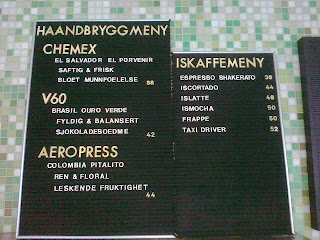 HAANDBRYGGMENY
CHEMEX
EL SALVADOR EL PORVENIR
SAFTIG & FRISK
BLOET MUNNFOELELSE
88
V60
BRASIL OURO VERDE
FYLDIG & BALANSERT
SJOKOLADESOEDME
42
AEROPRESS
COLOMBIA PITALITO
REN & FLORAL
LESKENDE FRUKTIGHET
44
ISKAFFEMENY
ESPRESSO SHAKERATO 38
ISCORTADO 44
ISLATTE 48
ISMOCHA 50
FRAPPE 50
TAXI DRIVER 52